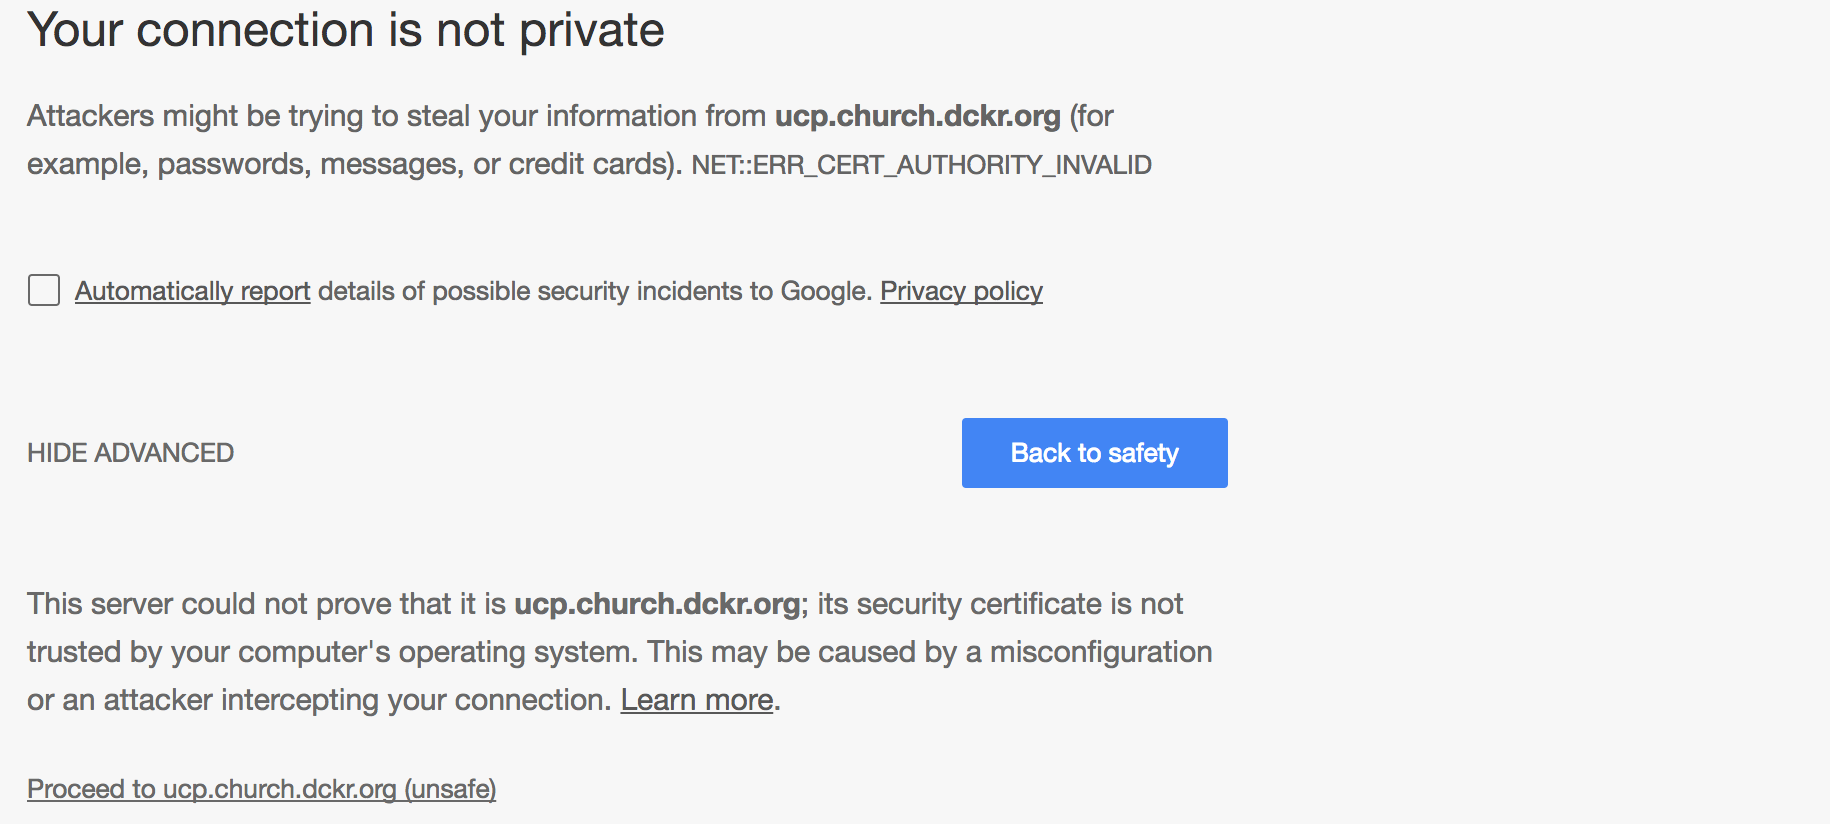 Your connection is not private
Attackers might be trying to steal your information from ucp.church.dckr.org (for
example, passwords, messages, or credit cards). NET::ERR_CERT_AUTHORITY_INVALID
Automatically report details of possible security incidents to Google. Privacy policy
HIDE ADVANCED
Back to safety
This server could not prove that it is ucp.church.dckr.org; its security certificate is not
trusted by your computer's operating system. This may be caused by a misconfiguration
or an attacker intercepting your connection. Learn more.
Proceed to ucp.church.dckr.org (unsafe)